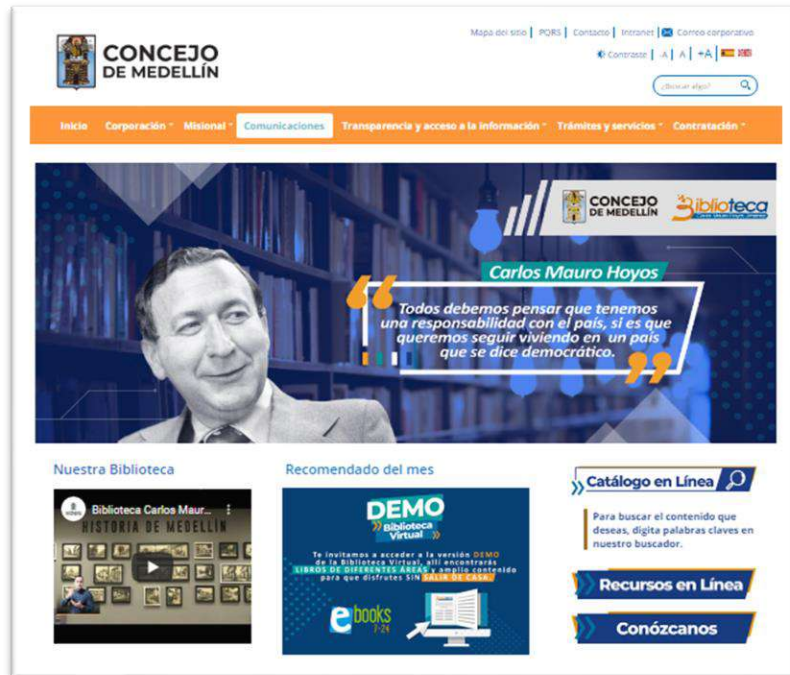 CONCEJO
DE MEDELLÍN
Mapa del sitio | PQRS | Contacto | Intranet | Correo corporativo
Contraste | -A | A | +A |
¿Buscar algo?
Inicio Corporación Misional Comunicaciones Transparencia y acceso a la información Trámites y servicios Contratación
CONCEJO
DE MEDELLÍN
Biblioteca
Carlos Mauro Hoyos
“Todos debemos pensar que tenemos
una responsabilidad con el país, si es que
queremos seguir viviendo en un país
que se dice democrático.”
Nuestra Biblioteca
Biblioteca Carlos Maur...
HISTORIA DE MEDELLÍN
Recomendado del mes
DEMO
Biblioteca
Virtual
Te invitamos a acceder a la versión DEMO
de la Biblioteca Virtual, allí encontrarás
LIBROS DE DIFERENTES ÁREAS y amplio contenido
para que disfrutes SIN SALIR DE CASA.
ebooks
7-24
Catálogo en Línea
Para buscar el contenido que
deseas, digita palabras claves en
nuestro buscador.
Recursos en Línea
Conózcanos